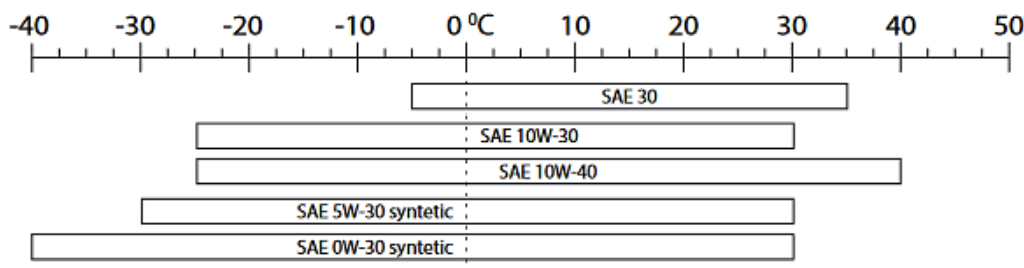 -40 -30 -20 -10 0 ⁰C 10 20 30 40 50
SAE 30
SAE 10W-30
SAE 10W-40
SAE 5W-30 syntetic
SAE 0W-30 syntetic